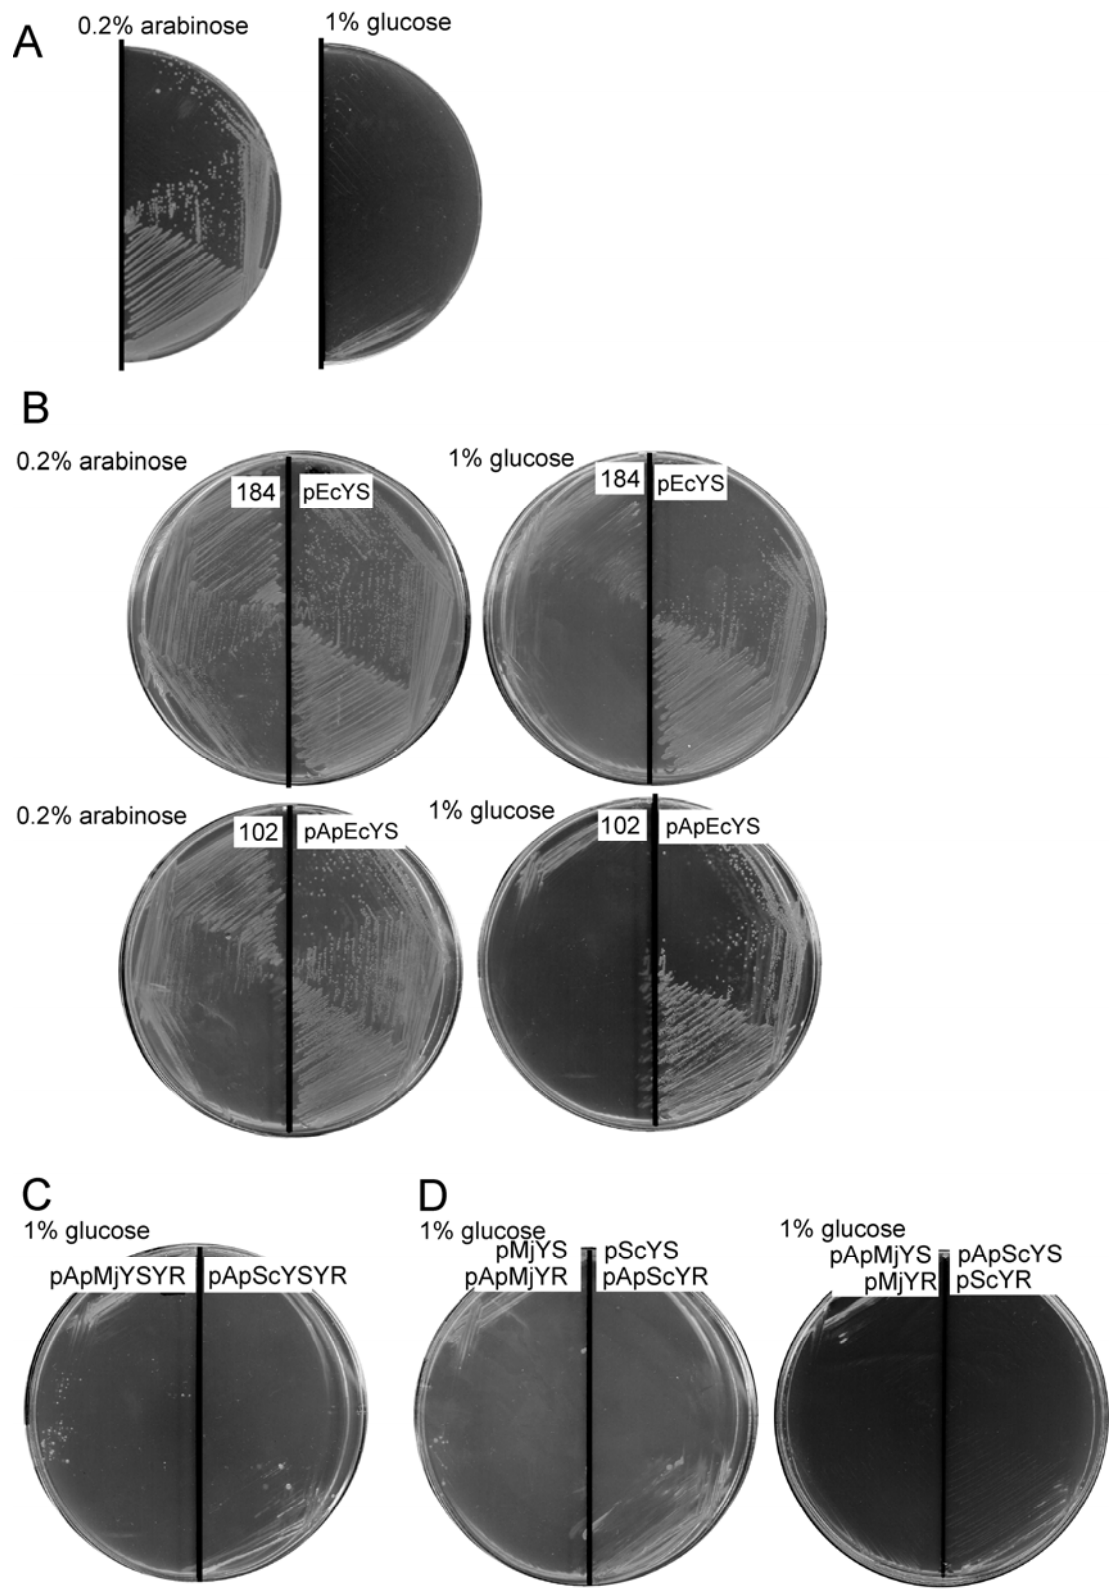 A
0.2% arabinose
1% glucose
B
0.2% arabinose
1% glucose
184
pEcYS
184
pEcYS
0.2% arabinose
1% glucose
102
pApEcYS
102
pApEcYS
C
D
1% glucose
1% glucose
1% glucose
pApMjYSYR
pApScYSYR
pMjYS
pScYS
pApMjYR
pApScYR
pApMjYS
pApScYS
pMjYR
pScYR